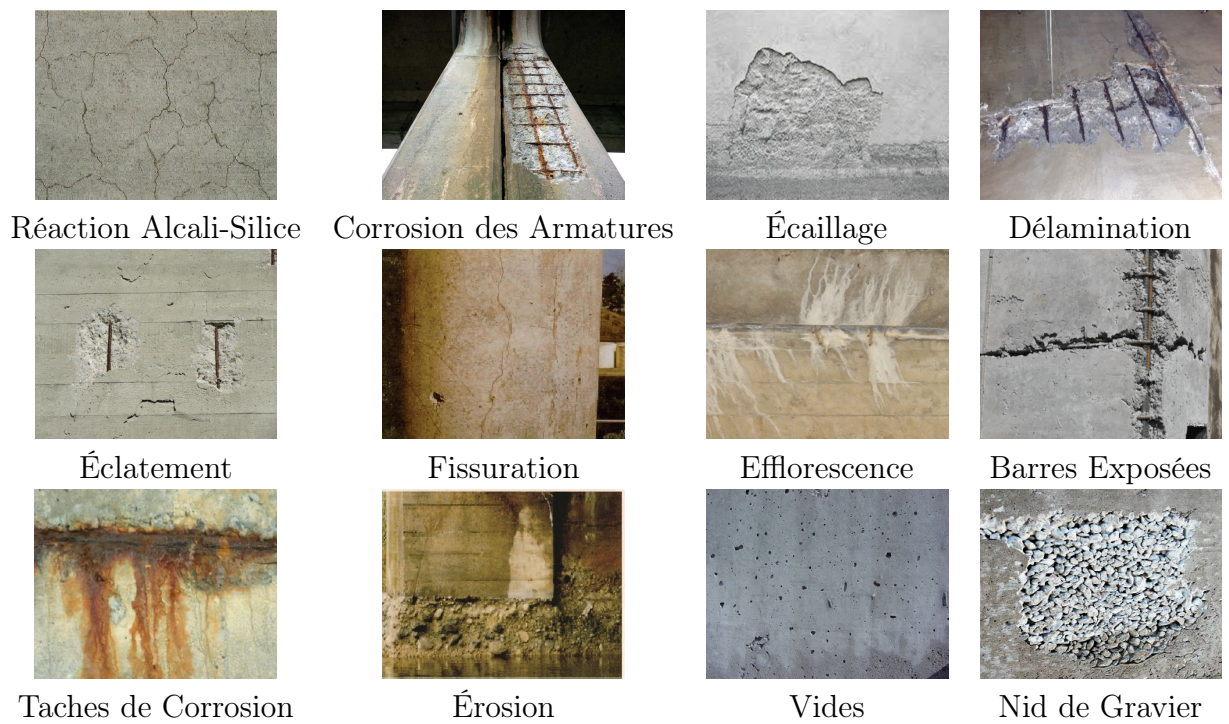 Réaction Alcali-Silice
Corrosion des Armatures
Écaillage
Délamination
Éclatement
Fissuration
Efflorescence
Barres Exposées
Taches de Corrosion
Érosion
Vides
Nid de Gravier